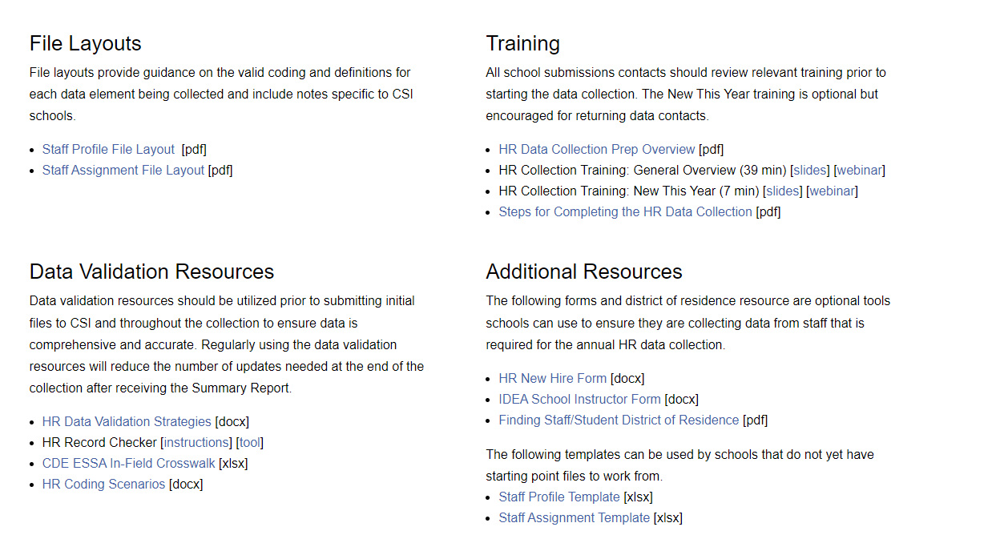 File Layouts
File layouts provide guidance on the valid coding and definitions for
each data element being collected and include notes specific to CSI
schools.
• Staff Profile File Layout [pdf]
• Staff Assignment File Layout [pdf]
Training
All school submissions contacts should review relevant training prior to
starting the data collection. The New This Year training is optional but
encouraged for returning data contacts.
• HR Data Collection Prep Overview [pdf]
• HR Collection Training: General Overview (39 min) [slides] [webinar]
• HR Collection Training: New This Year (7 min) [slides] [webinar]
• Steps for Completing the HR Data Collection [pdf]
Data Validation Resources
Data validation resources should be utilized prior to submitting initial
files to CSI and throughout the collection to ensure data is
comprehensive and accurate. Regularly using the data validation
resources will reduce the number of updates needed at the end of the
collection after receiving the Summary Report.
• HR Data Validation Strategies [docx]
• HR Record Checker [instructions] [tool]
• CDE ESSA In-Field Crosswalk [xlsx]
• HR Coding Scenarios [docx]
Additional Resources
The following forms and district of residence resource are optional tools
schools can use to ensure they are collecting data from staff that is
required for the annual HR data collection.
• HR New Hire Form [docx]
• IDEA School Instructor Form [docx]
• Finding Staff/Student District of Residence [pdf]
The following templates can be used by schools that do not yet have
starting point files to work from.
• Staff Profile Template [xlsx]
• Staff Assignment Template [xlsx]